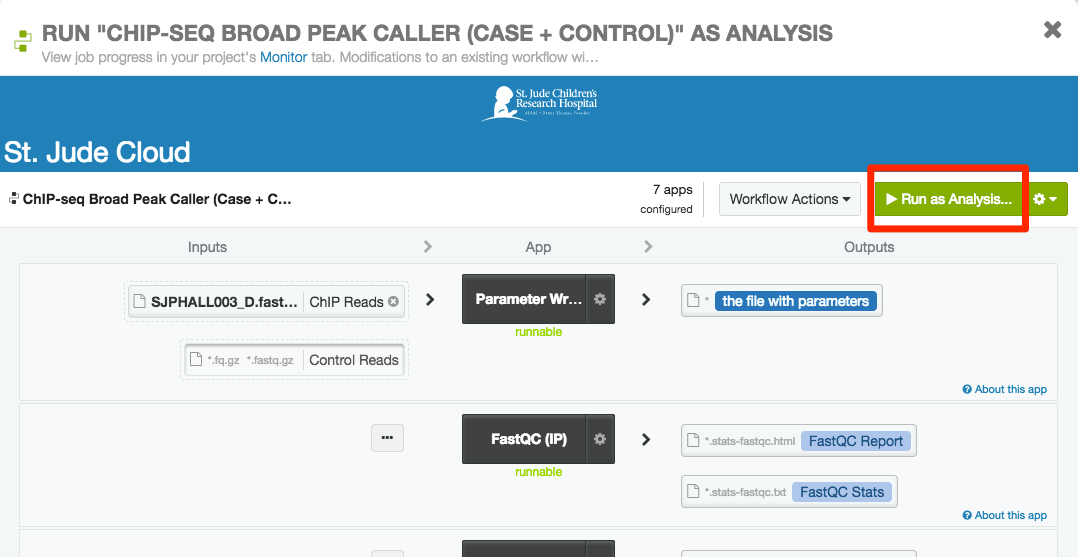 RUN "CHIP-SEQ BROAD PEAK CALLER (CASE + CONTROL)" AS ANALYSIS
View job progress in your project's Monitor tab. Modifications to an existing workflow wi…
St. Jude Children's
Research Hospital
St. Jude Cloud
ChIP-seq Broad Peak Caller (Case + C...
7 apps
configured
Workflow Actions
Run as Analysis...
Inputs
App
Outputs
SJPHALL003_D.fast...
ChIP Reads
Parameter Wr...
runnable
* the file with parameters
*.fq.gz *.fastq.gz
Control Reads
About this app
...
FastQC (IP)
runnable
*.stats-fastqc.html
FastQC Report
*.stats-fastqc.txt
FastQC Stats
About this app